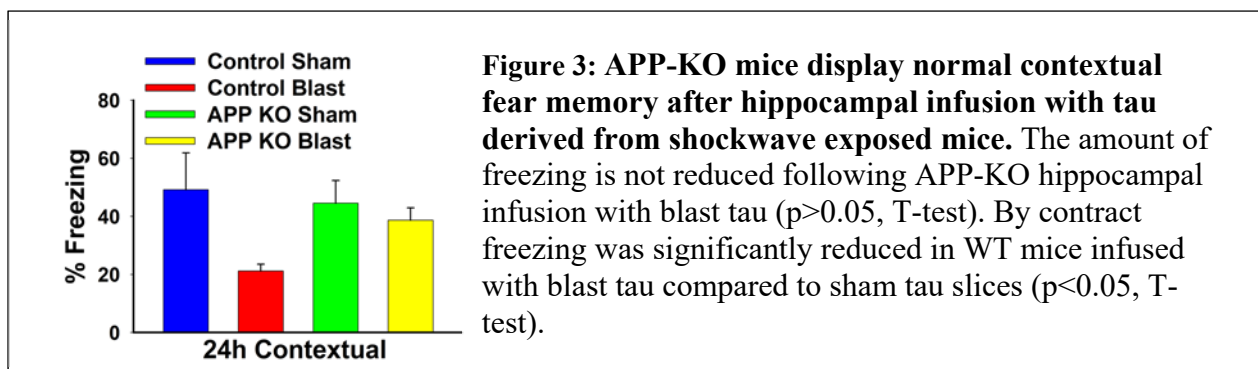 Control Sham
Control Blast
APP KO Sham
APP KO Blast
80
60
40
20
0
% Freezing
24h Contextual
Figure 3: APP-KO mice display normal contextual
fear memory after hippocampal infusion with tau
derived from shockwave exposed mice. The amount of
freezing is not reduced following APP-KO hippocampal
infusion with blast tau (p>0.05, T-test). By contract
freezing was significantly reduced in WT mice infused
with blast tau compared to sham tau slices (p<0.05, T-
test).